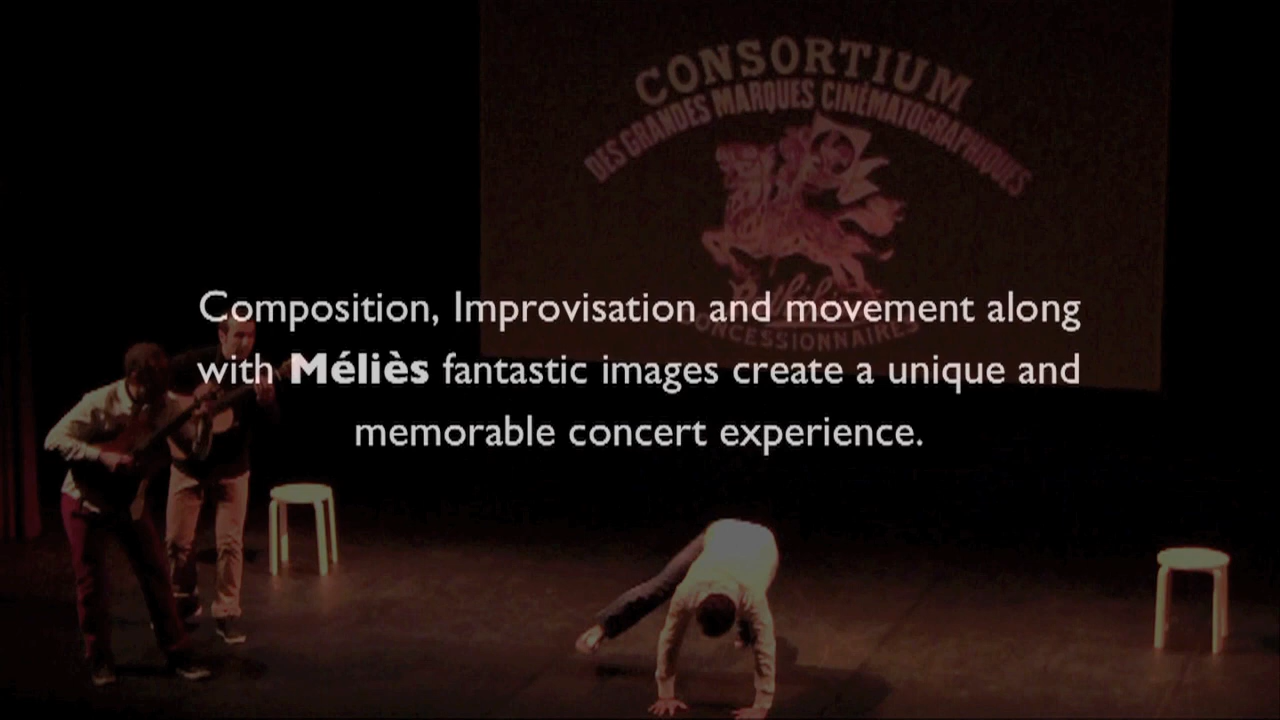 CONSORTIUM
DES GRANDES MARQUES CINÉMATOGRAPHIQUES
CONCESSIONNAIRES
Composition, Improvisation and movement along
with Méliès fantastic images create a unique and
memorable concert experience.